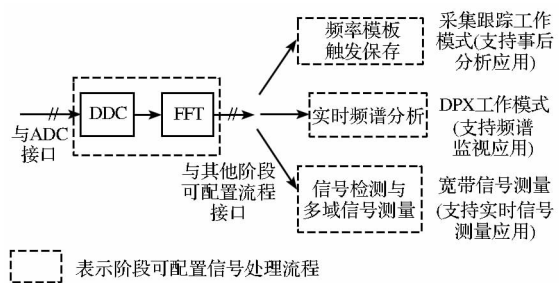 频率模板
触发保存
采集跟踪工作
模式(支持事后
分析应用)
DDC
FFT
与ADC
接口
与其他阶段
可配置流程
接口
实时频谱分析
DPX工作模式
(支持频谱
监视应用)
信号检测与
多域信号测量
宽带信号测量
(支持实时信号
测量应用)
表示阶段可配置信号处理流程